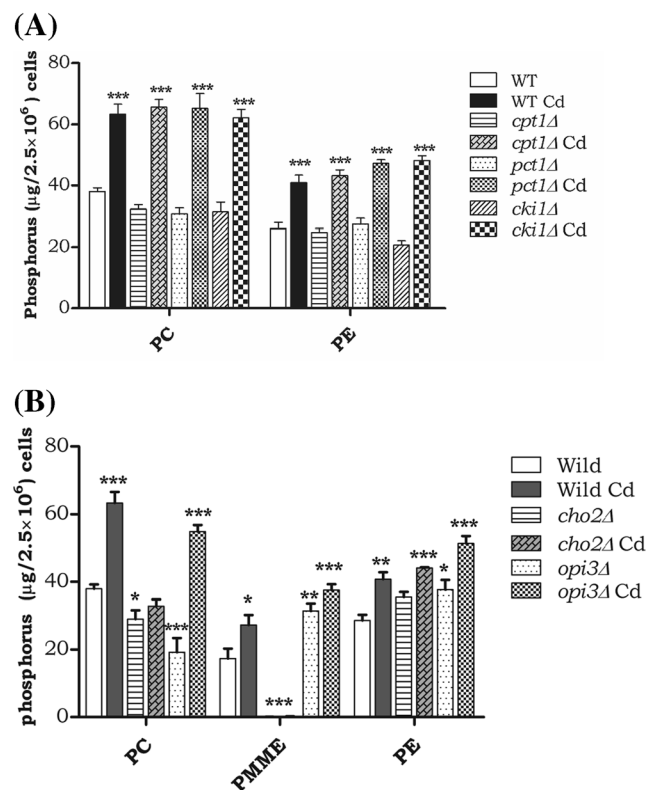 (A)
Phosphorus (µg/2.5×10⁶ ) cells
80
60
40
20
0
***
***
***
***
***
***
***
***
PC
PE
WT
WT Cd
cpt1Δ
cpt1Δ Cd
pct1Δ
pct1Δ Cd
cki1Δ
cki1Δ Cd
(B)
phosphorus (µg/2.5×10⁶) cells
80
60
40
20
0
***
*
***
***
*
***
**
***
**
***
*
***
PC
PMME
PE
Wild
Wild Cd
cho2Δ
cho2Δ Cd
opi3Δ
opi3Δ Cd